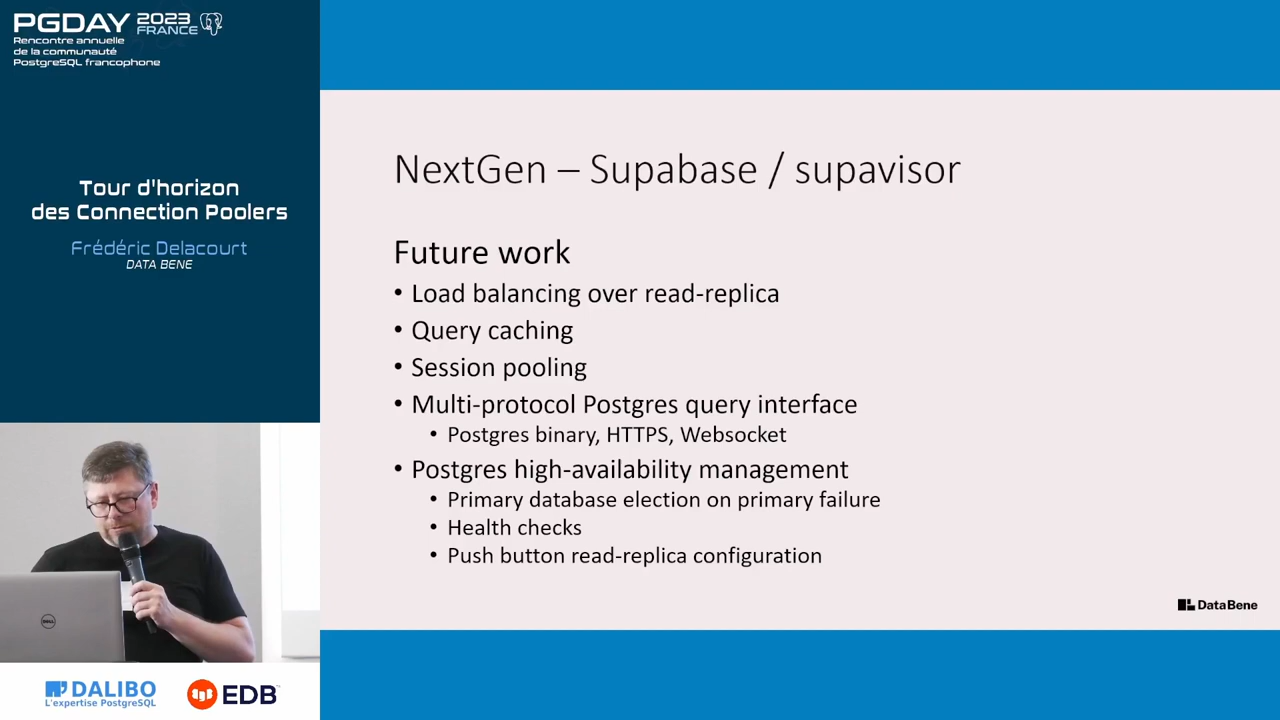 PGDAY 2023 FRANCE
Rencontre annuelle
de la communauté
PostgreSQL francophone
Tour d'horizon
des Connection Poolers
Frédéric Delacourt
DATA BENE
NextGen – Supabase / supavisor
Future work
• Load balancing over read-replica
• Query caching
• Session pooling
• Multi-protocol Postgres query interface
• Postgres binary, HTTPS, Websocket
• Postgres high-availability management
• Primary database election on primary failure
• Health checks
• Push button read-replica configuration
Data Bene
DELL
DALIBO
L'expertise PostgreSQL
EDB